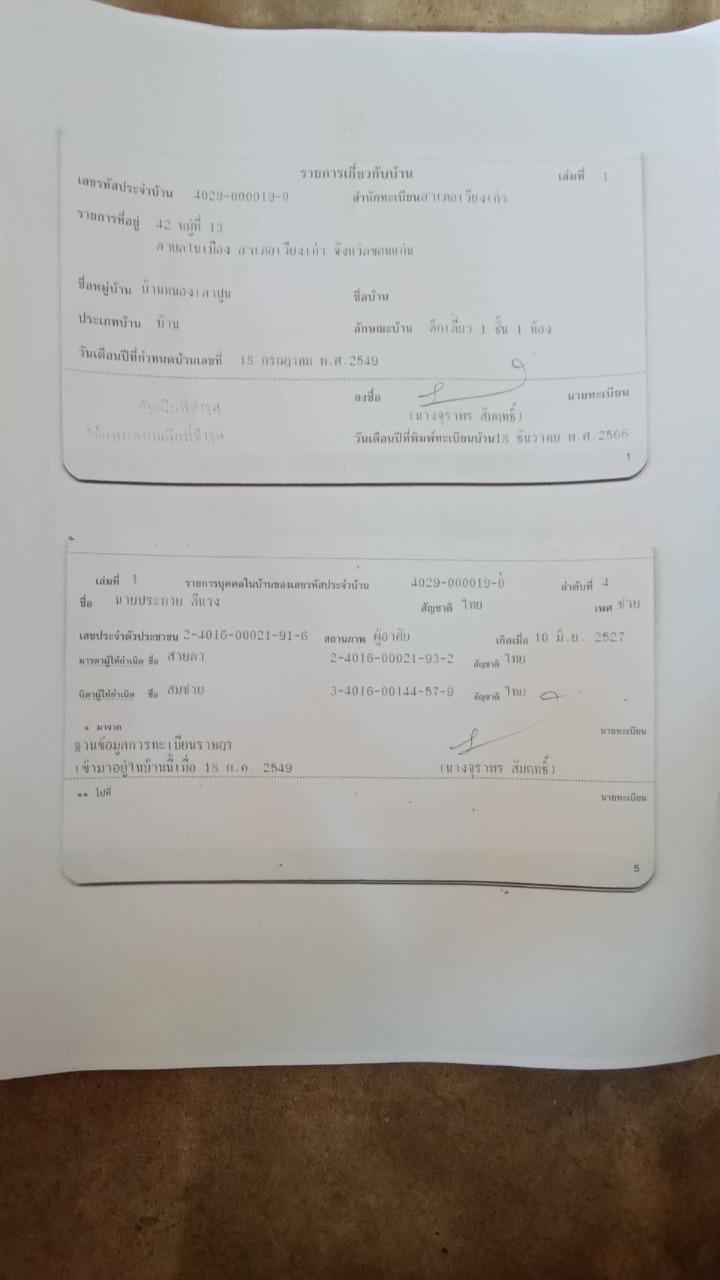 รายการเกี่ยวกับบ้าน เล่มที่ 1
เลขรหัสประจำบ้าน 4029-000019-0 สำนักทะเบียน อำเภอเวียงเก่า
รายการที่อยู่ 42 หมู่ที่ 13
ตำบลในเมือง อำเภอเวียงเก่า จังหวัดขอนแก่น
ชื่อหมู่บ้าน บ้านหนองเตาปูน ชื่อบ้าน
ประเภทบ้าน บ้าน ลักษณะบ้าน ตึกเดี่ยว 1 ชั้น 1 ห้อง
วันเดือนปีที่กำหนดบ้านเลขที่ 18 กรกฎาคม พ.ศ.2549
ลงชื่อ นายทะเบียน
(นางจุราพร สัมฤทธิ์)
ใช้แทนเล่มเดิมที่ชำรุด วันเดือนปีที่พิมพ์ทะเบียนบ้าน 18 ธันวาคม พ.ศ 2566
1
เล่มที่ 1 รายการบุคคลในบ้านของเลขรหัสประจำบ้าน 4029-000019-0 ลำดับที่ 4
ชื่อ นายประกาย ดีนาง สัญชาติ ไทย เพศ ชาย
เลขประจำตัวประชาชน 2-4016-00021-91-6 สถานภาพ ผู้อาศัย เกิดเมื่อ 10 มิ.ย. 2527
มารดาผู้ให้กำเนิด ชื่อ สายตา 2-4016-00021-93-2 สัญชาติ ไทย
บิดาผู้ให้กำเนิด ชื่อ สมชาย 3-4016-00144-57-9 สัญชาติ ไทย
* มาจาก นายทะเบียน
ฐานข้อมูลการทะเบียนราษฎร
เข้ามาอยู่ในบ้านนี้เมื่อ 18 ก.ค. 2549 (นางจุราพร สัมฤทธิ์)
** ไปที่ นายทะเบียน
5